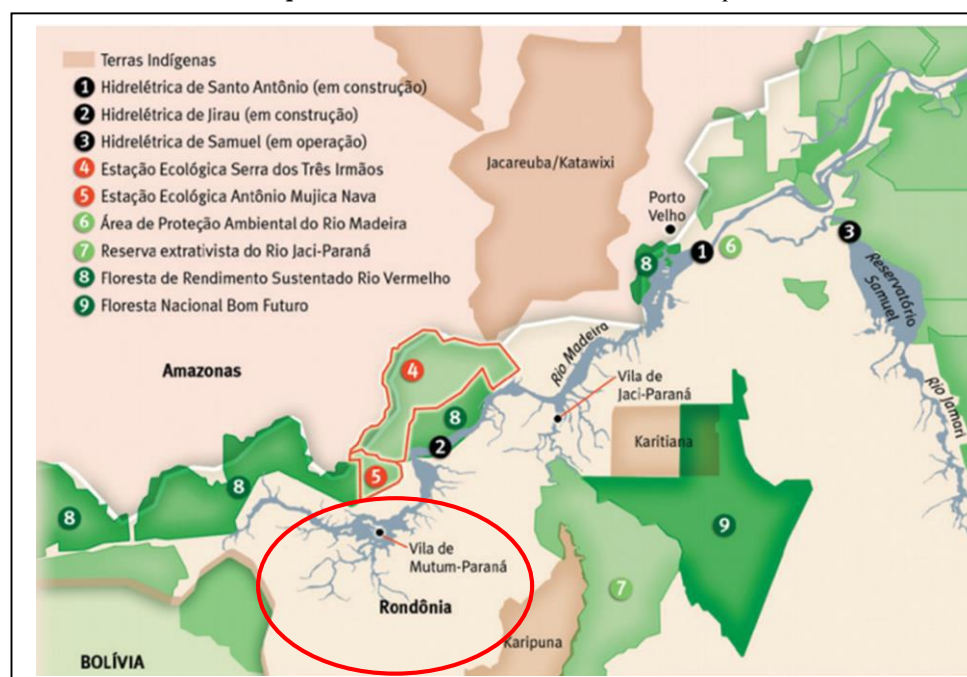 Terras Indígenas
1 Hidrelétrica de Santo Antônio (em construção)
2 Hidrelétrica de Jirau (em construção)
3 Hidrelétrica de Samuel (em operação)
4 Estação Ecológica Serra dos Três Irmãos
5 Estação Ecológica Antônio Mujica Nava
6 Área de Proteção Ambiental do Rio Madeira
7 Reserva extrativista do Rio Jaci-Paraná
8 Floresta de Rendimento Sustentado Rio Vermelho
9 Floresta Nacional Bom Futuro
Jacareuba/Katawixi
Porto
Velho
1
6
3
8
Reservatório
Samuel
Rio Madeira
Rio Jamari
Amazonas
4
8
2
5
Vila de
Jaci-Paraná
Karitiana
8
8
9
Vila de
Mutum-Paraná
7
Rondônia
Karipuna
BOLÍVIA